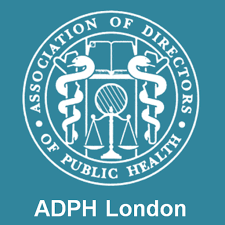 · ASSOCIATION OF DIRECTORS ·
OF PUBLIC HEALTH
ADPH London